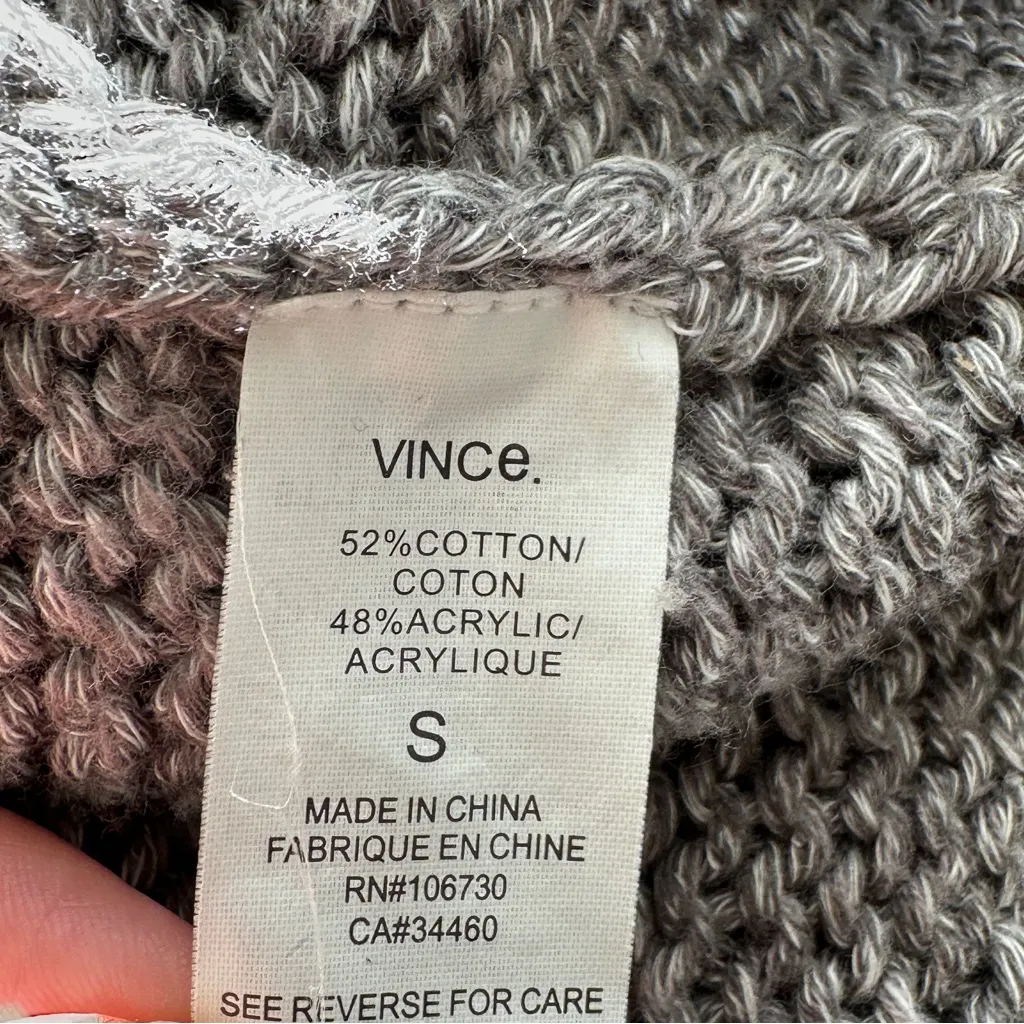 VINCe.
52%COTTON/
COTON
48%ACRYLIC/
ACRYLIQUE
S
MADE IN CHINA
FABRIQUE EN CHINE
RN#106730
CA#34460
SEE REVERSE FOR CARE